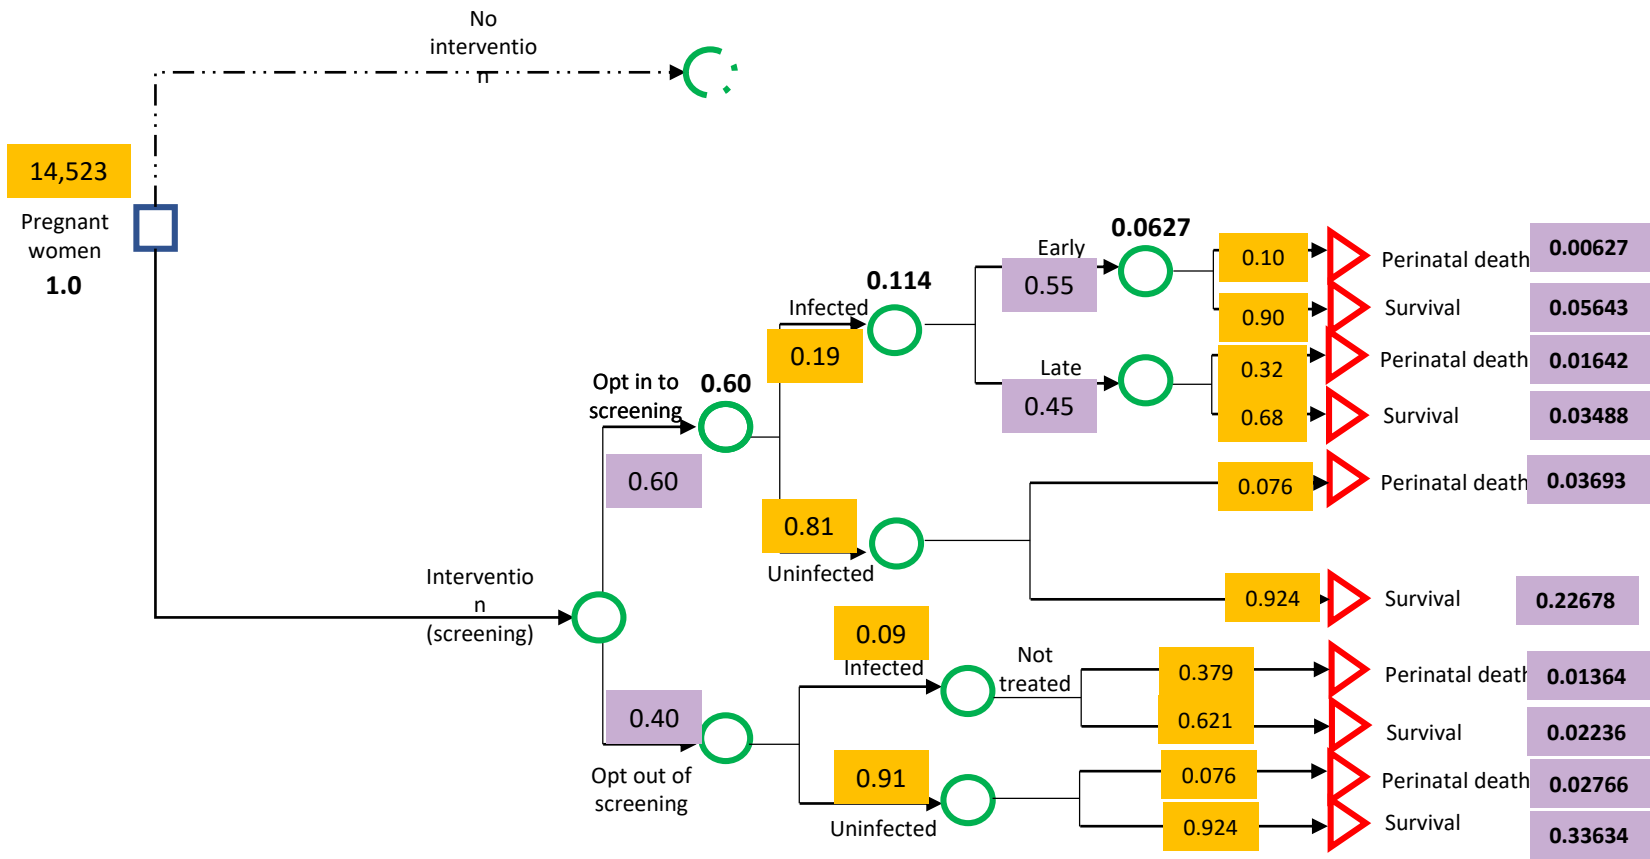 No
interventio
n
14,523
Pregnant
women
1.0
Interventio
n
(screening)
Opt in to
screening
0.60
0.60
Infected
0.19
0.114
Early
0.55
0.0627
0.10
Perinatal death
0.00627
0.90
Survival
0.05643
Late
0.45
0.32
Perinatal death
0.01642
0.68
Survival
0.03488
0.81
Uninfected
0.076
Perinatal death
0.03693
0.924
Survival
0.22678
0.40
Opt out of
screening
0.09
Infected
Not
treated
0.379
Perinatal death
0.01364
0.621
Survival
0.02236
0.91
Uninfected
0.076
Perinatal death
0.02766
0.924
Survival
0.33634